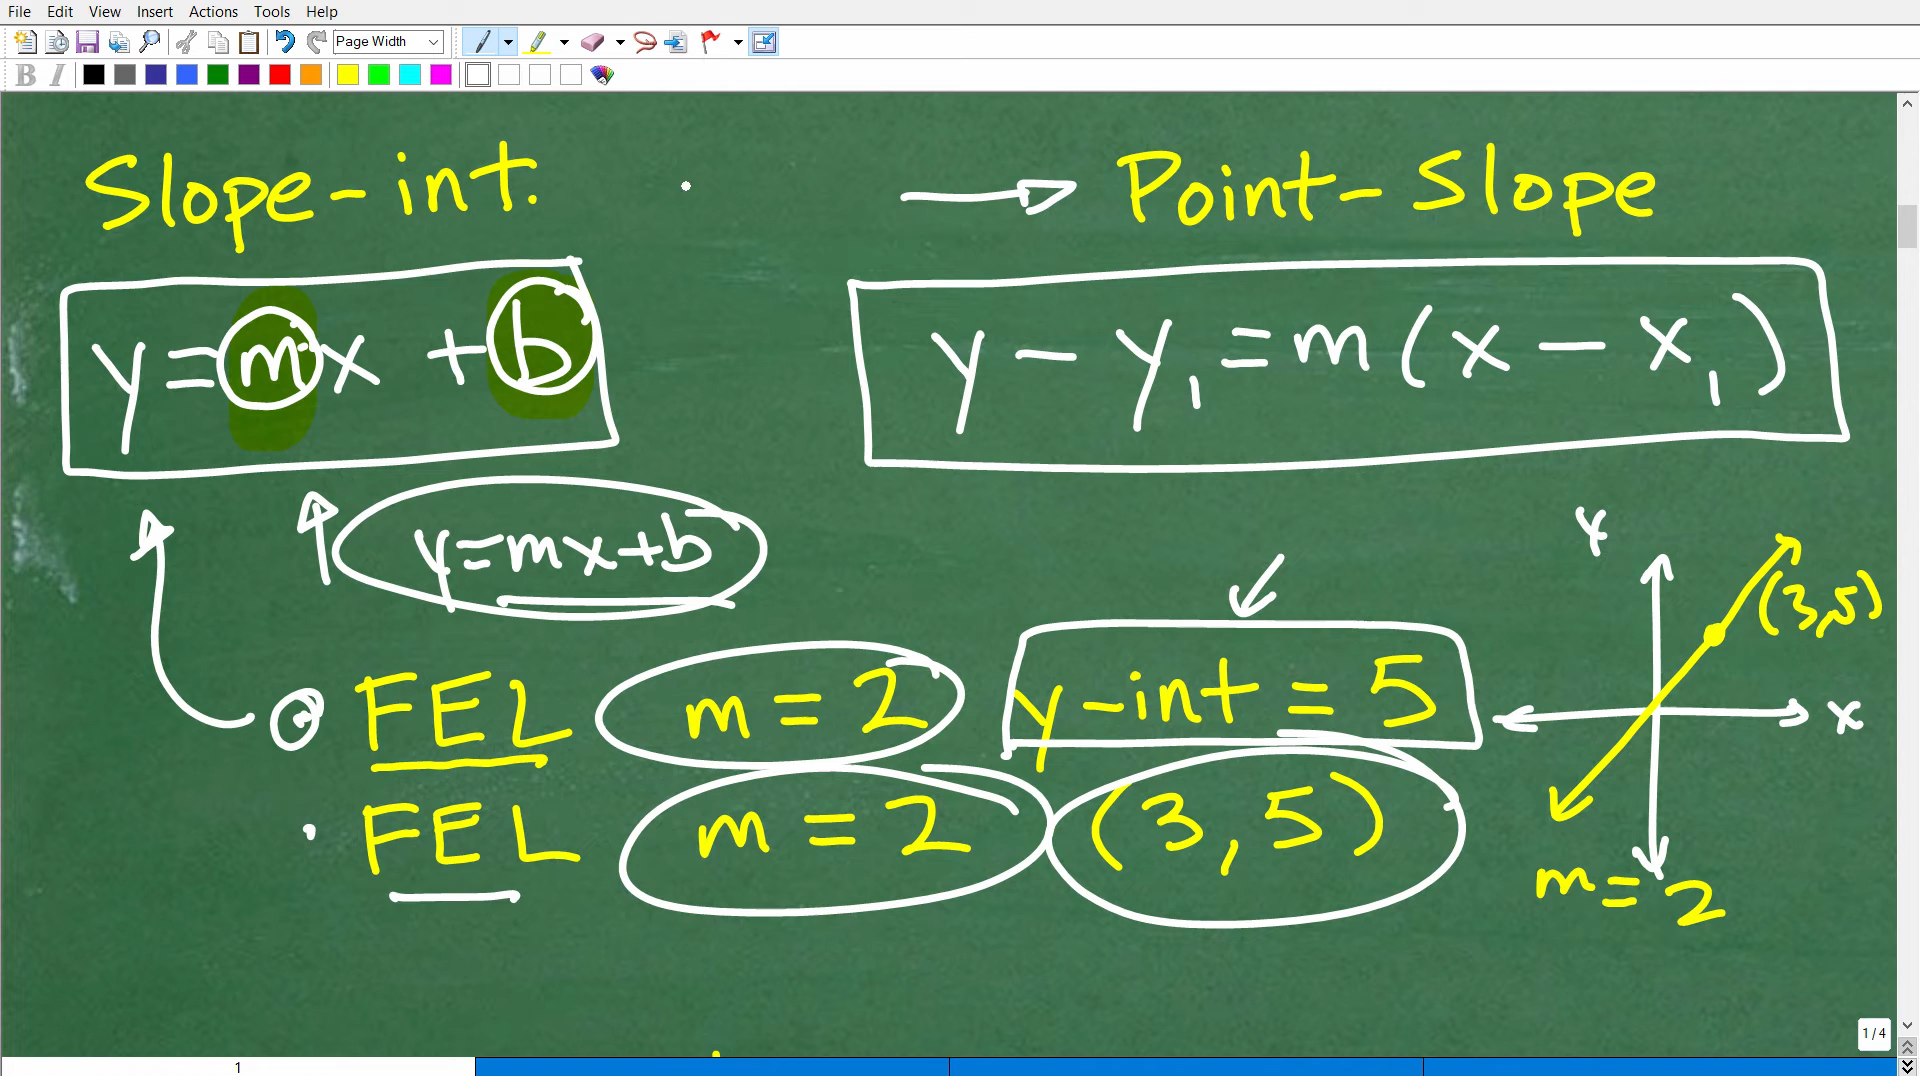 File Edit View Insert Actions Tools Help
Page Width
B I
Slope-int. Point-Slope
y = mx + b
y - y₁ = m(x - x₁)
y=mx+b
Y
(3,5)
FEL m = 2 y-int = 5
x
FEL m = 2 (3, 5)
m = 2
1 / 4
1